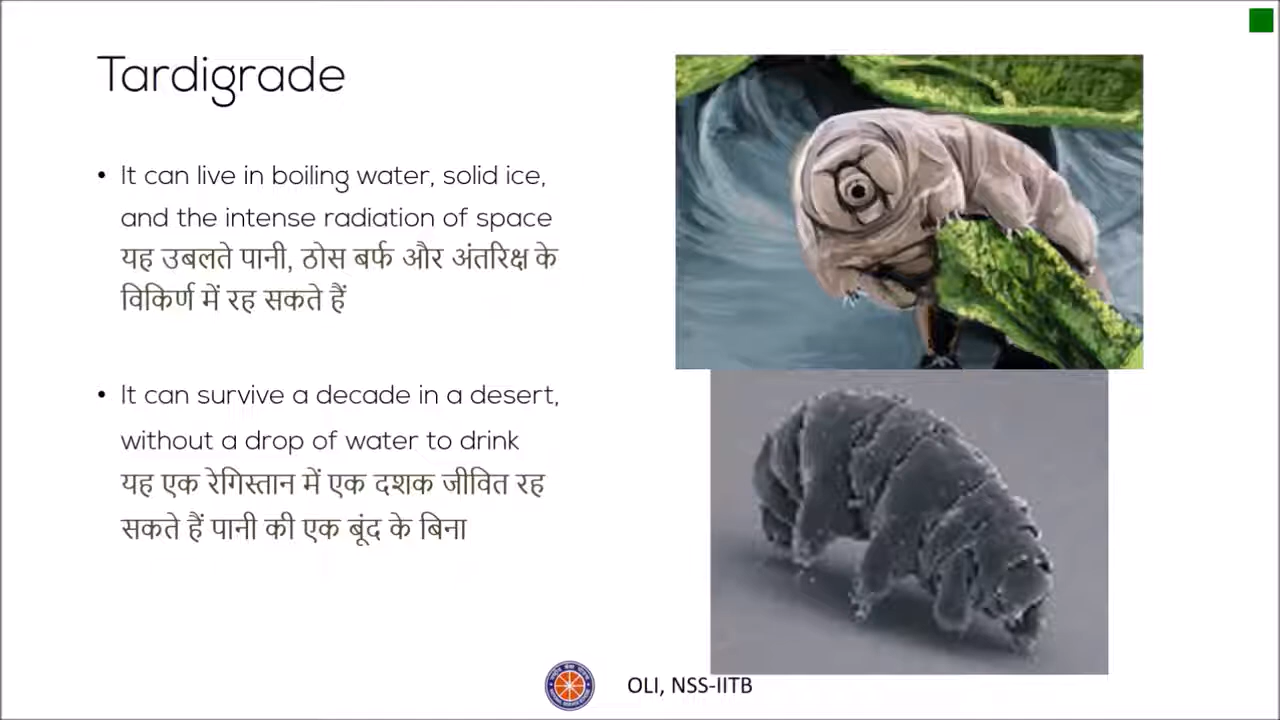 Tardigrade
• It can live in boiling water, solid ice,
and the intense radiation of space
यह उबलते पानी, ठोस बर्फ और अंतरिक्ष के
विकिर्ण में रह सकते हैं
• It can survive a decade in a desert,
without a drop of water to drink
यह एक रेगिस्तान में एक दशक जीवित रह
सकते हैं पानी की एक बूंद के बिना
OLI, NSS-IITB